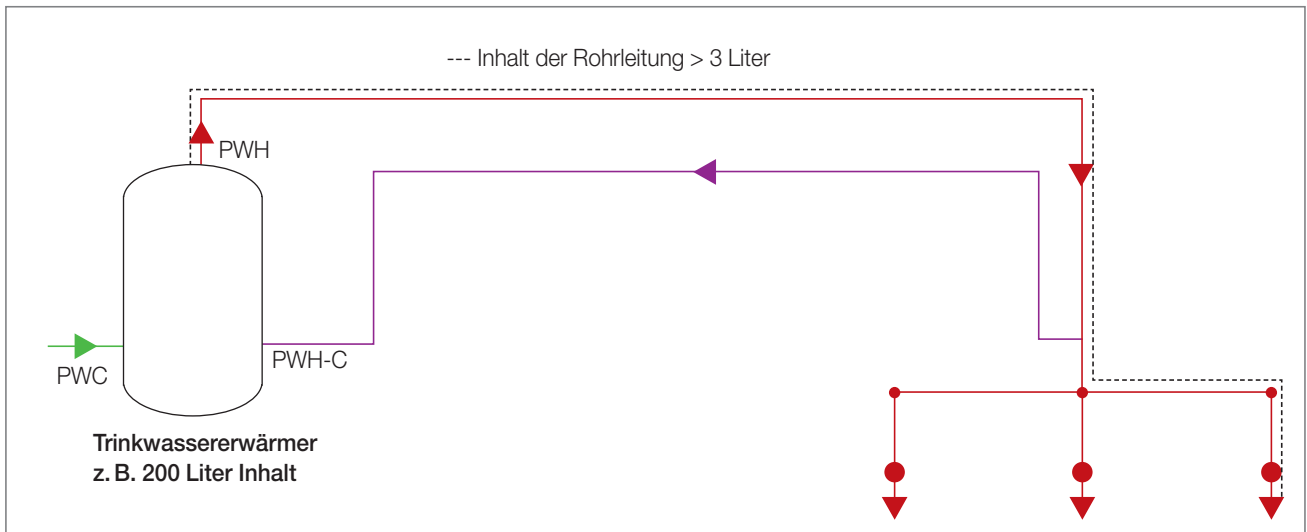 --- Inhalt der Rohrleitung > 3 Liter
PWH
PWH-C
PWC
Trinkwassererwärmer
z. B. 200 Liter Inhalt